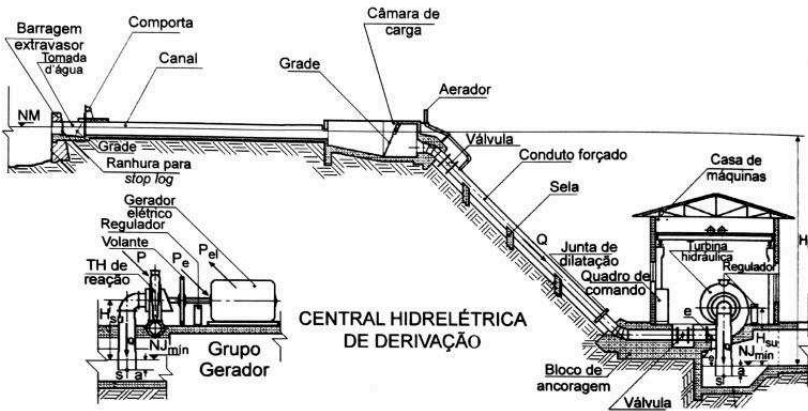 Barragem
extravasor
Tomada
d'água
Comporta
Canal
Câmara de
carga
Grade
Aerador
NM
Grade
Ranhura para
stop log
Válvula
Conduto forçado
Sela
Q
Junta de
dilatação
Casa de
máquinas
H
Turbina
hidráulica
Regulador
Quadro de
comando
e
Hsu
NJmín
s
a
Bloco de
ancoragem
Válvula
Gerador
elétrico
Regulador
Volante
P
Pe
Pel
TH de
reação
Hsu
NJmín
s
a
Grupo
Gerador
CENTRAL HIDRELÉTRICA
DE DERIVAÇÃO